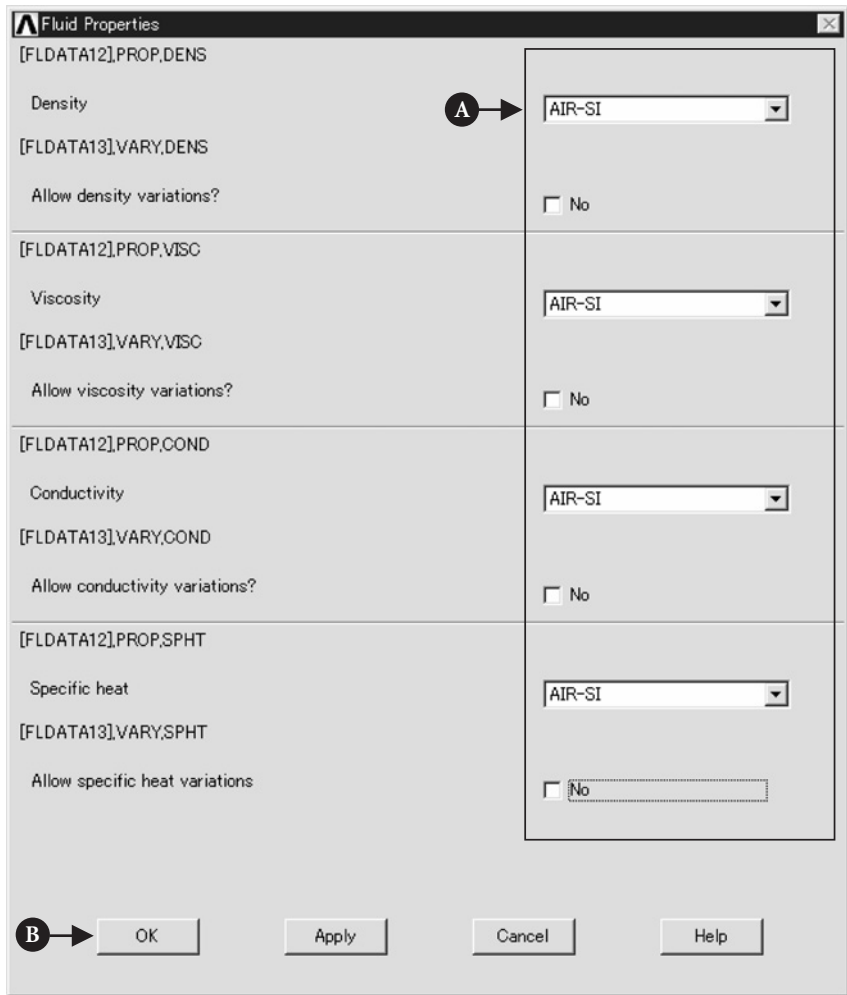 Fluid Properties
[FLDATA12],PROP,DENS
Density
A
AIR-SI
[FLDATA13],VARY,DENS
Allow density variations?
No
[FLDATA12],PROP,VISC
Viscosity
AIR-SI
[FLDATA13],VARY,VISC
Allow viscosity variations?
No
[FLDATA12],PROP,COND
Conductivity
AIR-SI
[FLDATA13],VARY,COND
Allow conductivity variations?
No
[FLDATA12],PROP,SPHT
Specific heat
AIR-SI
[FLDATA13],VARY,SPHT
Allow specific heat variations
No
B
OK Apply Cancel Help